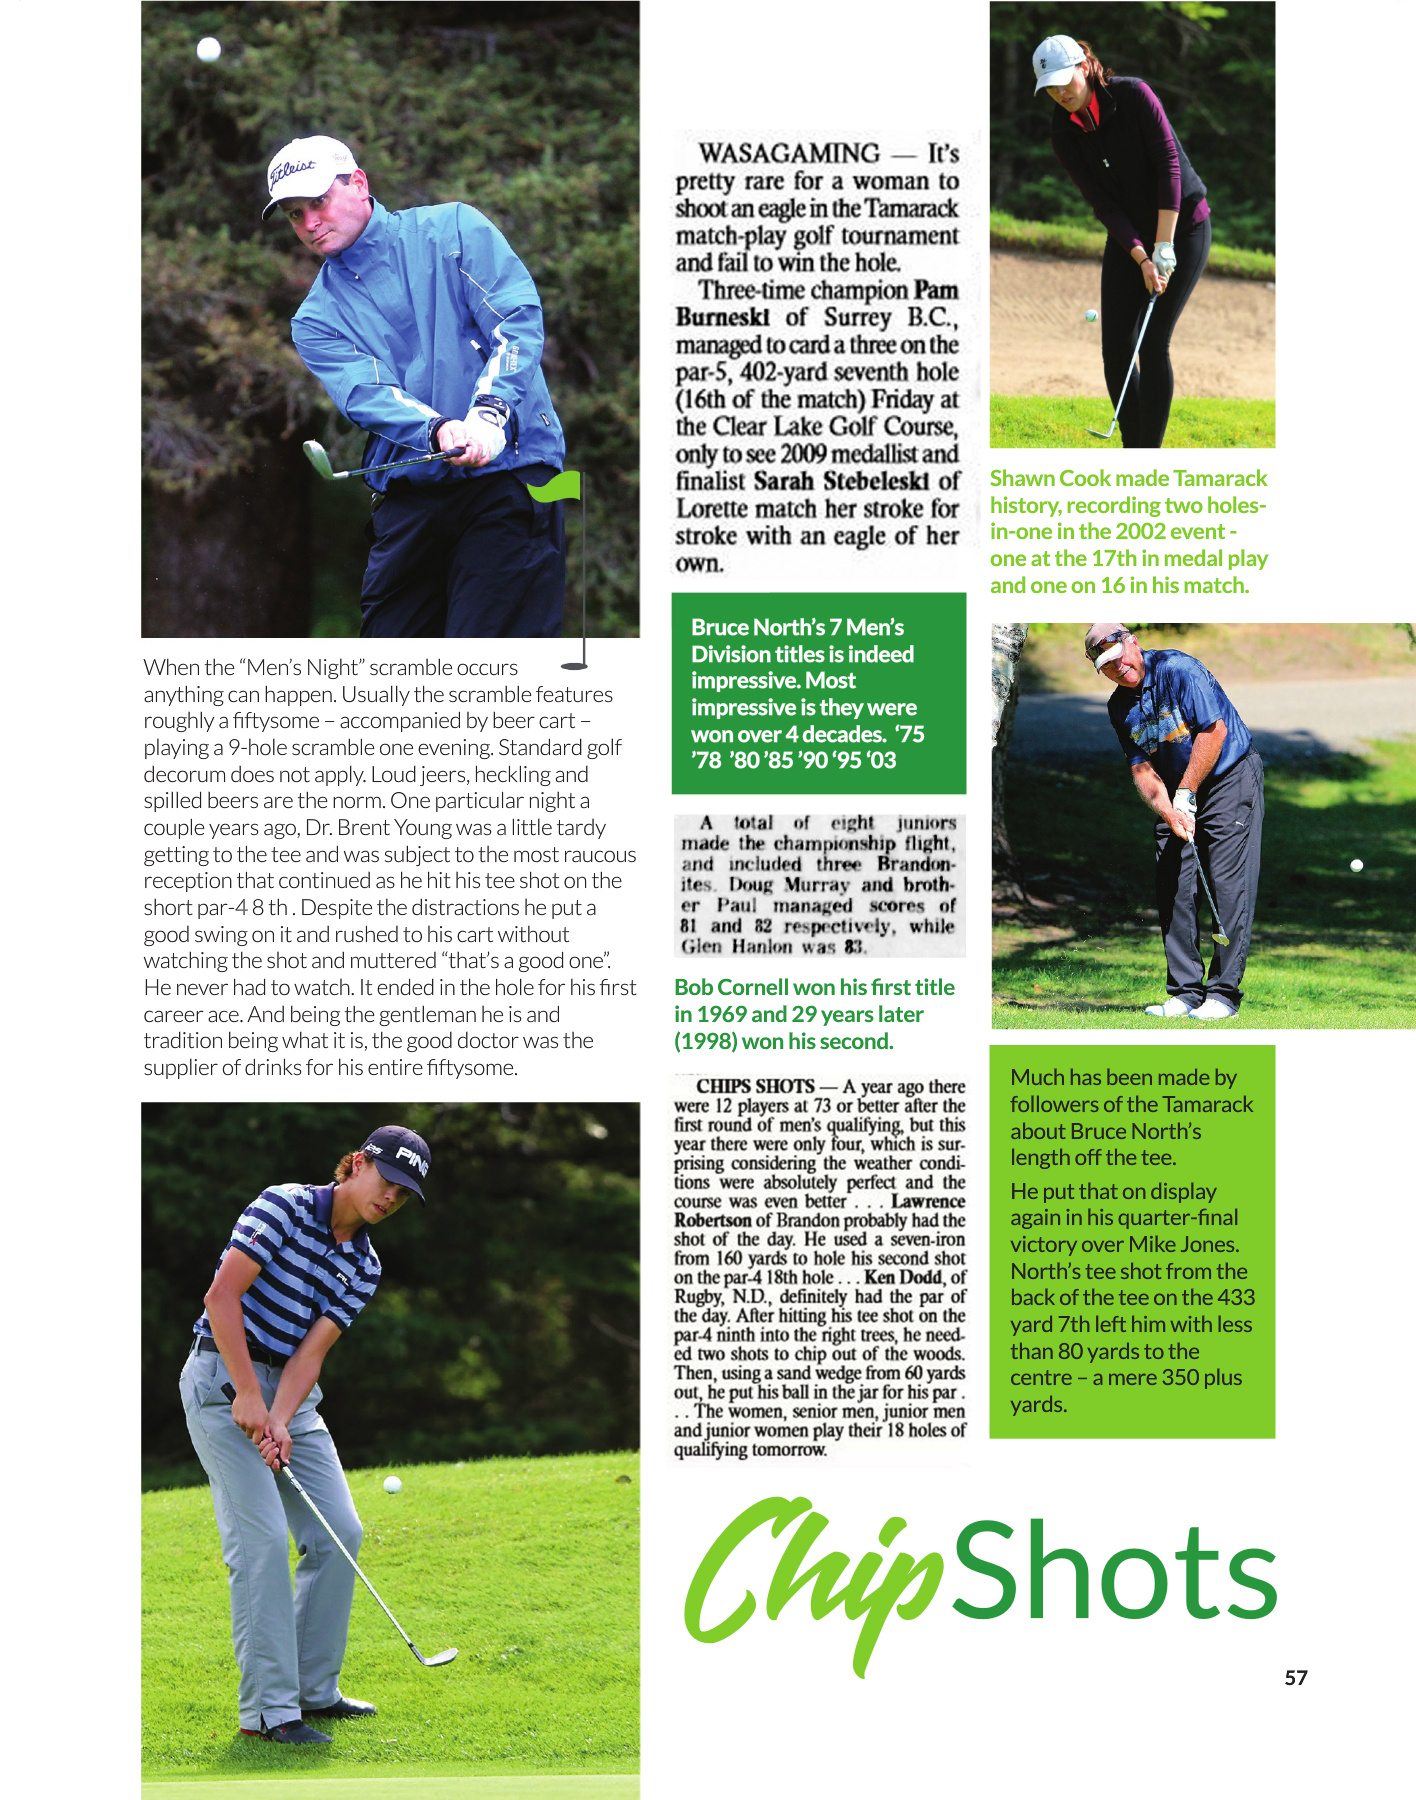 Titleist
When the “Men’s Night” scramble occurs
anything can happen. Usually the scramble features
roughly a fiftysome – accompanied by beer cart –
playing a 9-hole scramble one evening. Standard golf
decorum does not apply. Loud jeers, heckling and
spilled beers are the norm. One particular night a
couple years ago, Dr. Brent Young was a little tardy
getting to the tee and was subject to the most raucous
reception that continued as he hit his tee shot on the
short par-4 8 th . Despite the distractions he put a
good swing on it and rushed to his cart without
watching the shot and muttered “that’s a good one”.
He never had to watch. It ended in the hole for his first
career ace. And being the gentleman he is and
tradition being what it is, the good doctor was the
supplier of drinks for his entire fiftysome.
PING
WASAGAMING — It's
pretty rare for a woman to
shoot an eagle in the Tamarack
match-play golf tournament
and fail to win the hole.
Three-time champion Pam
Burneski of Surrey B.C.,
managed to card a three on the
par-5, 402-yard seventh hole
(16th of the match) Friday at
the Clear Lake Golf Course,
only to see 2009 medallist and
finalist Sarah Stebeleski of
Lorette match her stroke for
stroke with an eagle of her
own.
Bruce North’s 7 Men’s
Division titles is indeed
impressive. Most
impressive is they were
won over 4 decades. ‘75
’78 ’80 ’85 ’90 ‘95 ‘03
A total of eight juniors
made the championship flight,
and included three Brandon-
ites. Doug Murray and broth-
er Paul managed scores of
81 and 82 respectively, while
Glen Hanlon was 83.
Bob Cornell won his first title
in 1969 and 29 years later
(1998) won his second.
CHIPS SHOTS — A year ago there
were 12 players at 73 or better after the
first round of men's qualifying, but this
year there were only four, which is sur-
prising considering the weather condi-
tions were absolutely perfect and the
course was even better . . . Lawrence
Robertson of Brandon probably had the
shot of the day. He used a seven-iron
from 160 yards to hole his second shot
on the par-4 18th hole . . . Ken Dodd, of
Rugby, N.D., definitely had the par of
the day. After hitting his tee shot on the
par-4 ninth into the right trees, he need-
ed two shots to chip out of the woods.
Then, using a sand wedge from 60 yards
out, he put his ball in the jar for his par .
. . The women, senior men, junior men
and junior women play their 18 holes of
qualifying tomorrow.
Shawn Cook made Tamarack
history, recording two holes-
in-one in the 2002 event -
one at the 17th in medal play
and one on 16 in his match.
Much has been made by
followers of the Tamarack
about Bruce North’s
length off the tee.
He put that on display
again in his quarter-final
victory over Mike Jones.
North’s tee shot from the
back of the tee on the 433
yard 7th left him with less
than 80 yards to the
centre – a mere 350 plus
yards.
Chip Shots
57